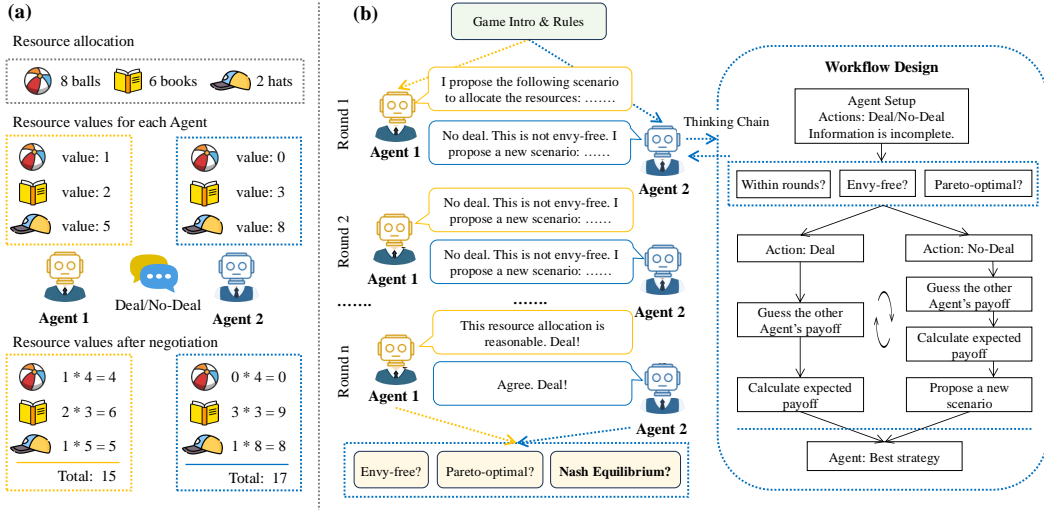 (a)
Resource allocation
8 balls
6 books
2 hats
Resource values for each Agent
value: 1
value: 2
value: 5
value: 0
value: 3
value: 8
Deal/No-Deal
Agent 1
Agent 2
Resource values after negotiation
1 * 4 = 4
2 * 3 = 6
1 * 5 = 5
Total: 15
0 * 4 = 0
3 * 3 = 9
1 * 8 = 8
Total: 17
(b)
Game Intro & Rules
Round 1
I propose the following scenario
to allocate the resources: ……
Agent 1
No deal. This is not envy-free. I
propose a new scenario: ……
Agent 2
Round 2
No deal. This is not envy-free. I
propose a new scenario: ……
Agent 1
No deal. This is not envy-free. I
propose a new scenario: ……
Agent 2
.......
.......
Round n
This resource allocation is
reasonable. Deal!
Agent 1
Agree. Deal!
Agent 2
Envy-free?
Pareto-optimal?
Nash Equilibrium?
Thinking Chain
Workflow Design
Agent Setup
Actions: Deal/No-Deal
Information is incomplete.
Within rounds?
Envy-free?
Pareto-optimal?
Action: Deal
Guess the other
Agent's payoff
Calculate expected
payoff
Action: No-Deal
Guess the other
Agent's payoff
Calculate expected
payoff
Propose a new
scenario
Agent: Best strategy